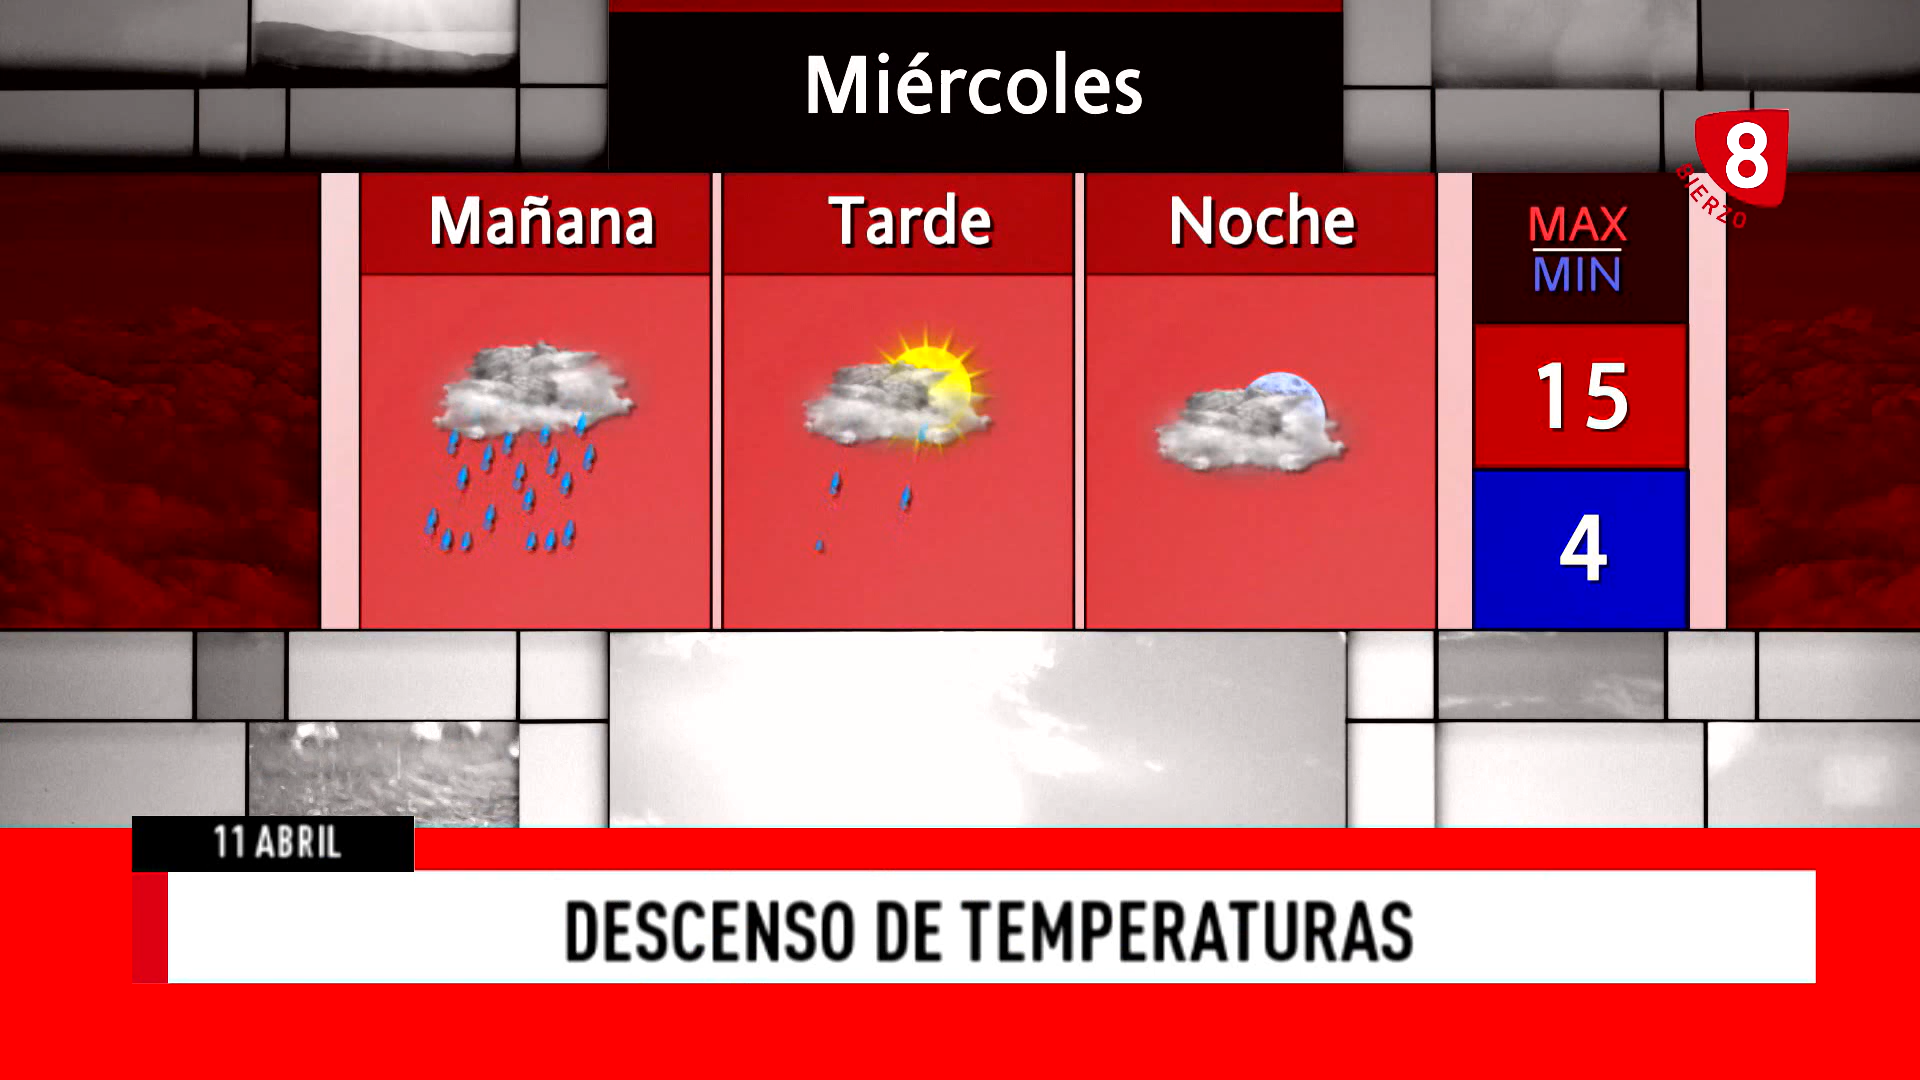 Miércoles
8
BIERZO
Mañana
Tarde
Noche
MAX
MIN
15
4
11 ABRIL
DESCENSO DE TEMPERATURAS